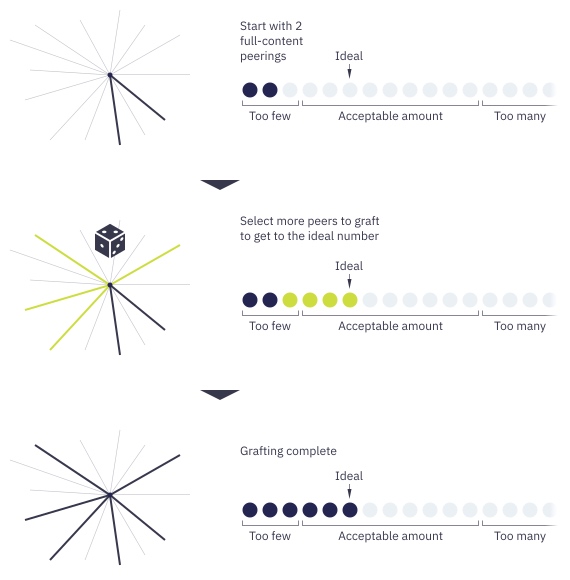 Start with 2
full-content
peerings
Ideal
Too few
Acceptable amount
Too many
Select more peers to graft
to get to the ideal number
Ideal
Too few
Acceptable amount
Too many
Grafting complete
Ideal
Too few
Acceptable amount
Too many